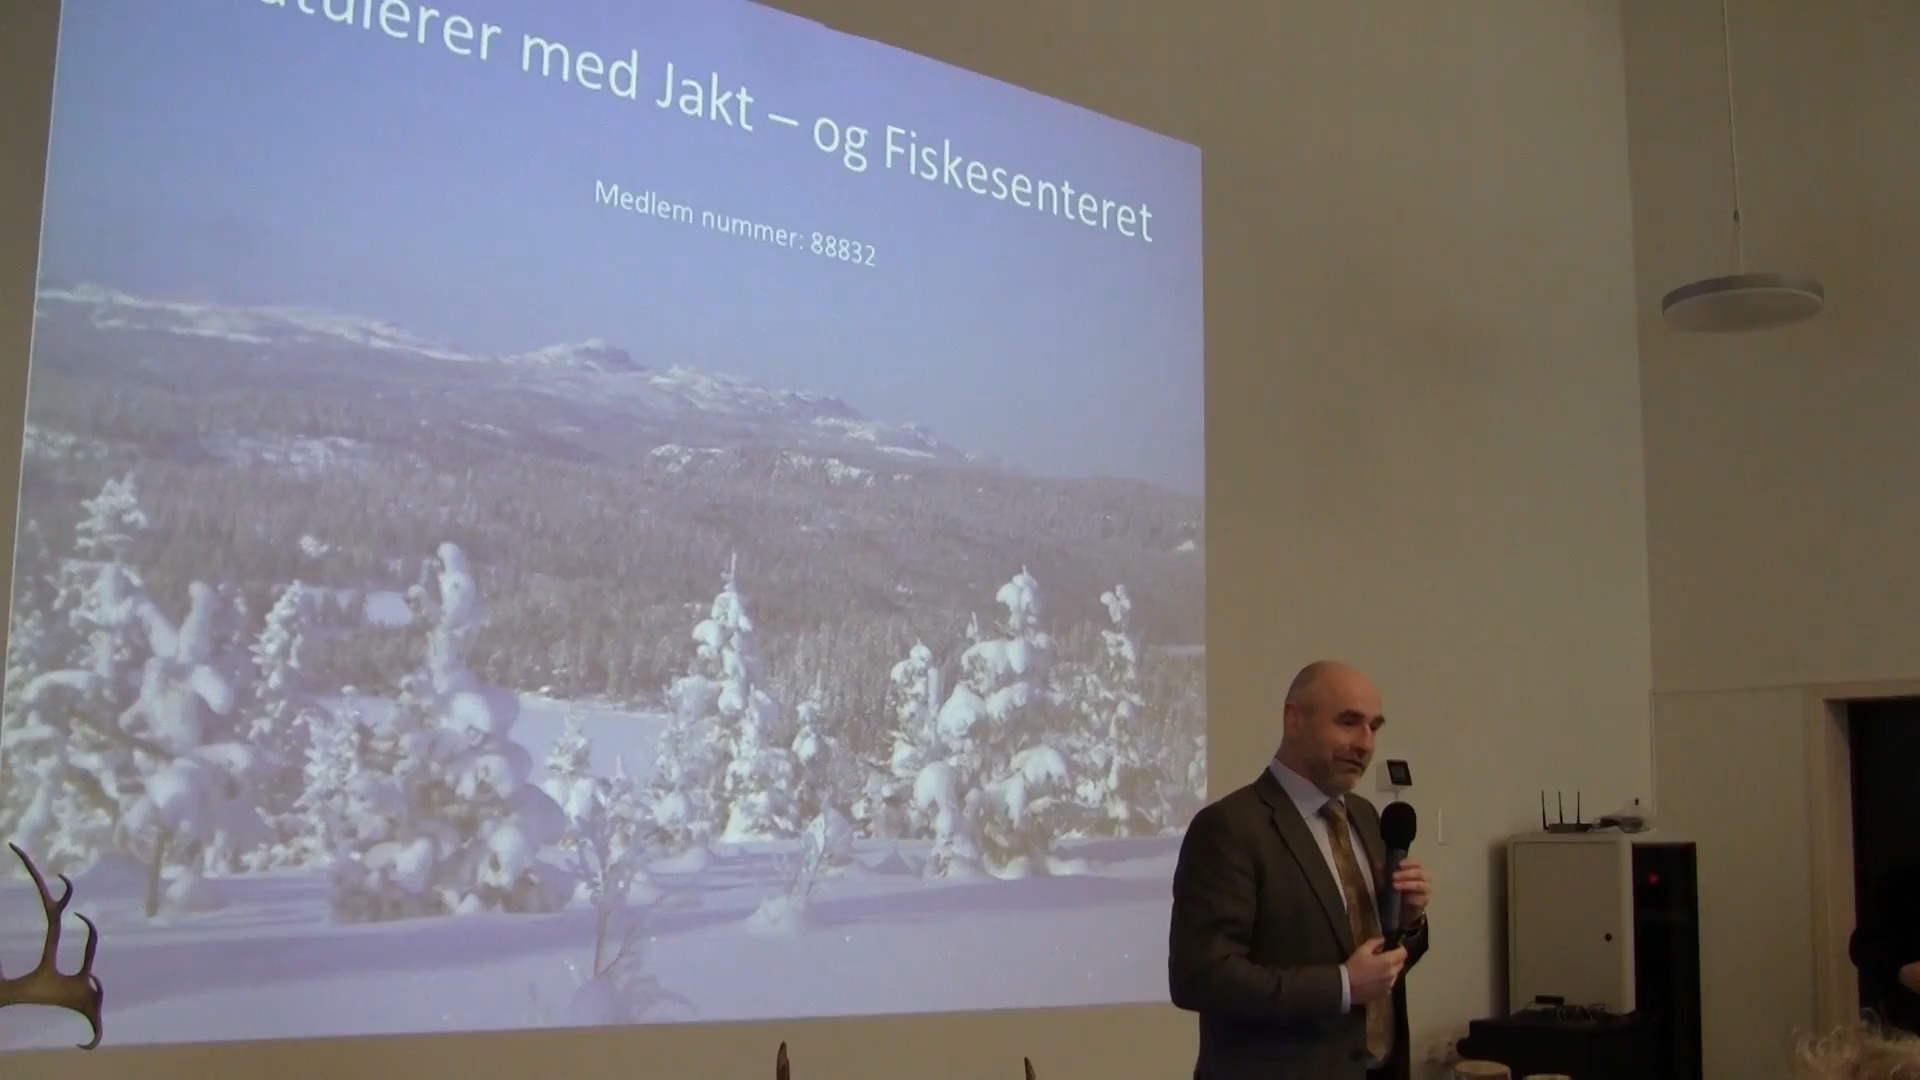 med Jakt – og Fiskesenteret
Medlem nummer: 88832